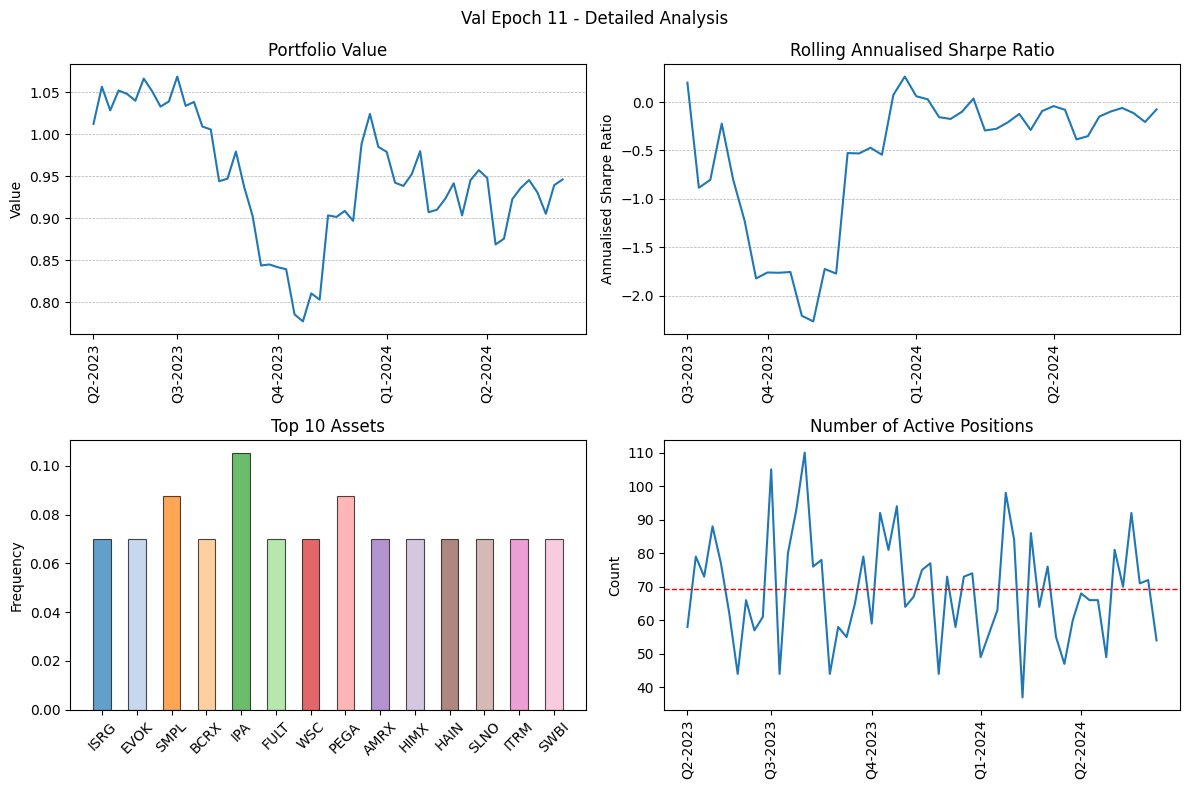 Val Epoch 11 - Detailed Analysis
Portfolio Value
Value
1.05
1.00
0.95
0.90
0.85
0.80
Q2-2023
Q3-2023
Q4-2023
Q1-2024
Q2-2024
Rolling Annualised Sharpe Ratio
Annualised Sharpe Ratio
0.0
−0.5
−1.0
−1.5
−2.0
Q3-2023
Q4-2023
Q1-2024
Q2-2024
Top 10 Assets
Frequency
0.10
0.08
0.06
0.04
0.02
0.00
ISRG
EVOK
SMPL
BCRX
IPA
FULT
WSC
PEGA
AMRX
HIMX
HAIN
SLNO
ITRM
SWBI
Number of Active Positions
Count
110
100
90
80
70
60
50
40
Q2-2023
Q3-2023
Q4-2023
Q1-2024
Q2-2024